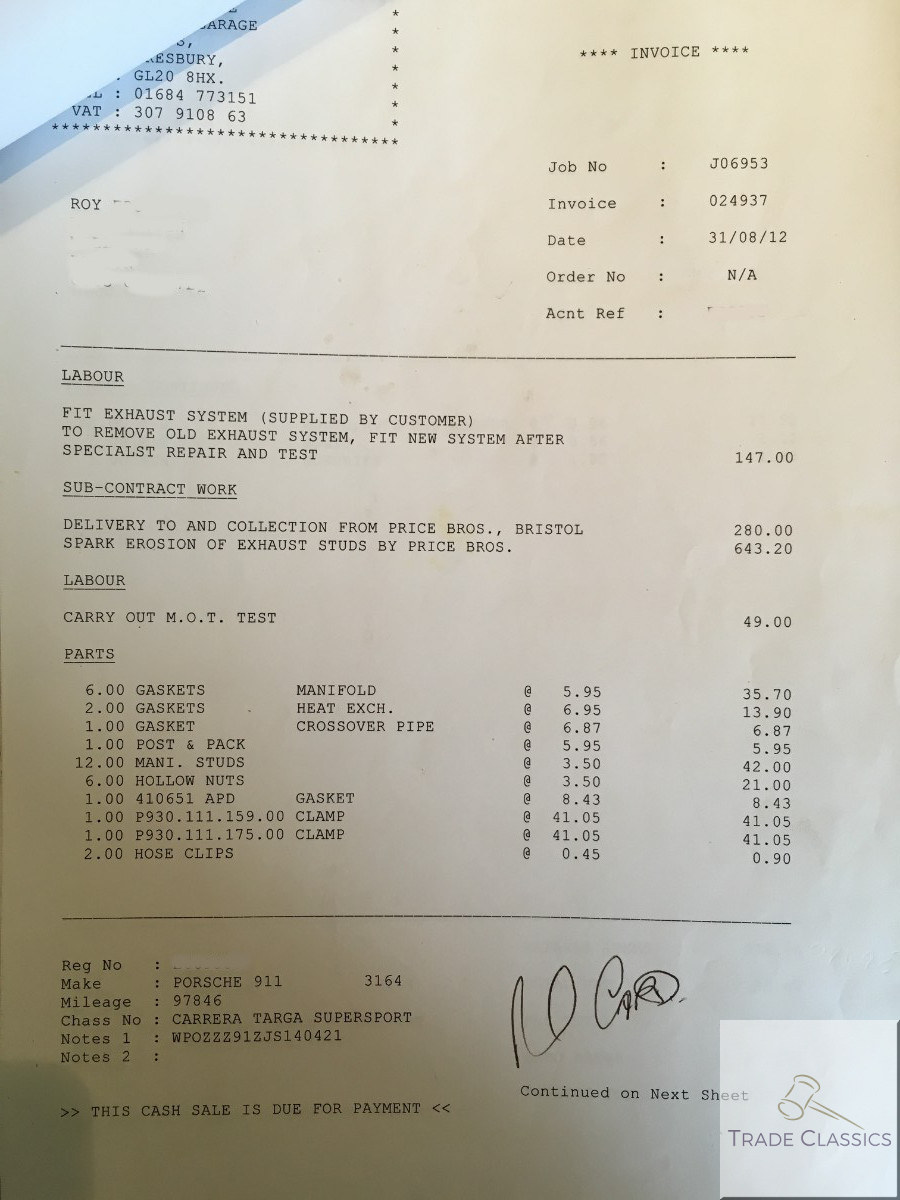 ARAGE
ESBURY,
. GL20 8HX.
: 01684 773151
VAT : 307 9108 63
**** INVOICE ****
Job No : J06953
ROY
Invoice : 024937
Date : 31/08/12
Order No : N/A
Acnt Ref :
LABOUR
FIT EXHAUST SYSTEM (SUPPLIED BY CUSTOMER)
TO REMOVE OLD EXHAUST SYSTEM, FIT NEW SYSTEM AFTER
SPECIALST REPAIR AND TEST 147.00
SUB-CONTRACT WORK
DELIVERY TO AND COLLECTION FROM PRICE BROS., BRISTOL 280.00
SPARK EROSION OF EXHAUST STUDS BY PRICE BROS. 643.20
LABOUR
CARRY OUT M.O.T. TEST 49.00
PARTS
6.00 GASKETS MANIFOLD @ 5.95 35.70
2.00 GASKETS HEAT EXCH. @ 6.95 13.90
1.00 GASKET CROSSOVER PIPE @ 6.87 6.87
1.00 POST & PACK @ 5.95 5.95
12.00 MANI. STUDS @ 3.50 42.00
6.00 HOLLOW NUTS @ 3.50 21.00
1.00 410651 APD GASKET @ 8.43 8.43
1.00 P930.111.159.00 CLAMP @ 41.05 41.05
1.00 P930.111.175.00 CLAMP @ 41.05 41.05
2.00 HOSE CLIPS @ 0.45 0.90
Reg No :
Make : PORSCHE 911 3164
Mileage : 97846
Chass No : CARRERA TARGA SUPERSPORT
Notes 1 : WPOZZZ91ZJS140421
Notes 2 :
CARD.
Continued on Next Sheet
>> THIS CASH SALE IS DUE FOR PAYMENT <<
TRADE CLASSICS